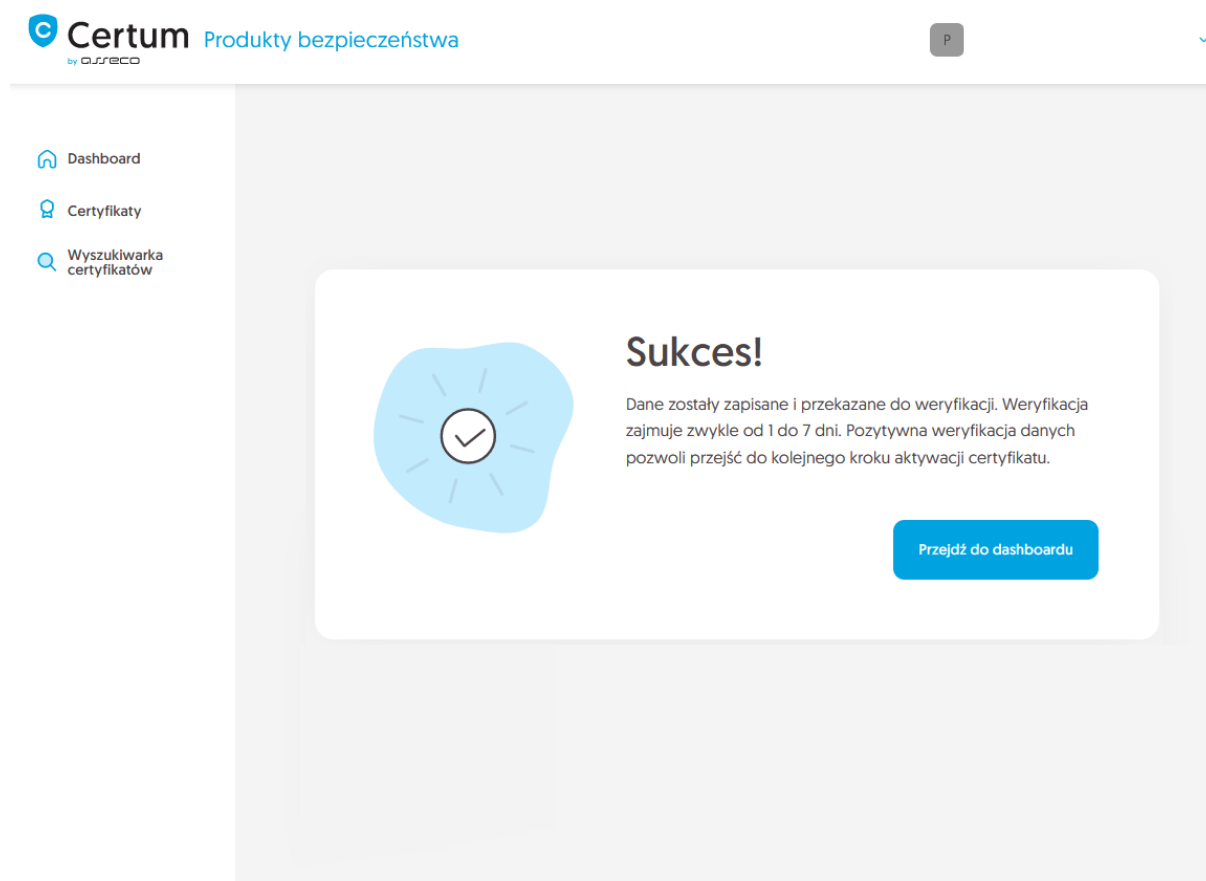 C Certum Produkty bezpieczeństwa
by asseco
P
Dashboard
Certyfikaty
Wyszukiwarka
certyfikatów
Sukces!
Dane zostały zapisane i przekazane do weryfikacji. Weryfikacja
zajmuje zwykle od 1 do 7 dni. Pozytywna weryfikacja danych
pozwoli przejść do kolejnego kroku aktywacji certyfikatu.
Przejdź do dashboardu